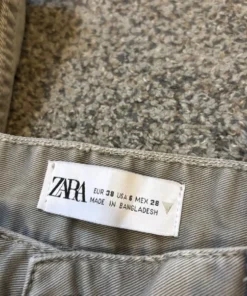 ZARA
EUR 38 USA 6 MEX 28
MADE IN BANGLADESH